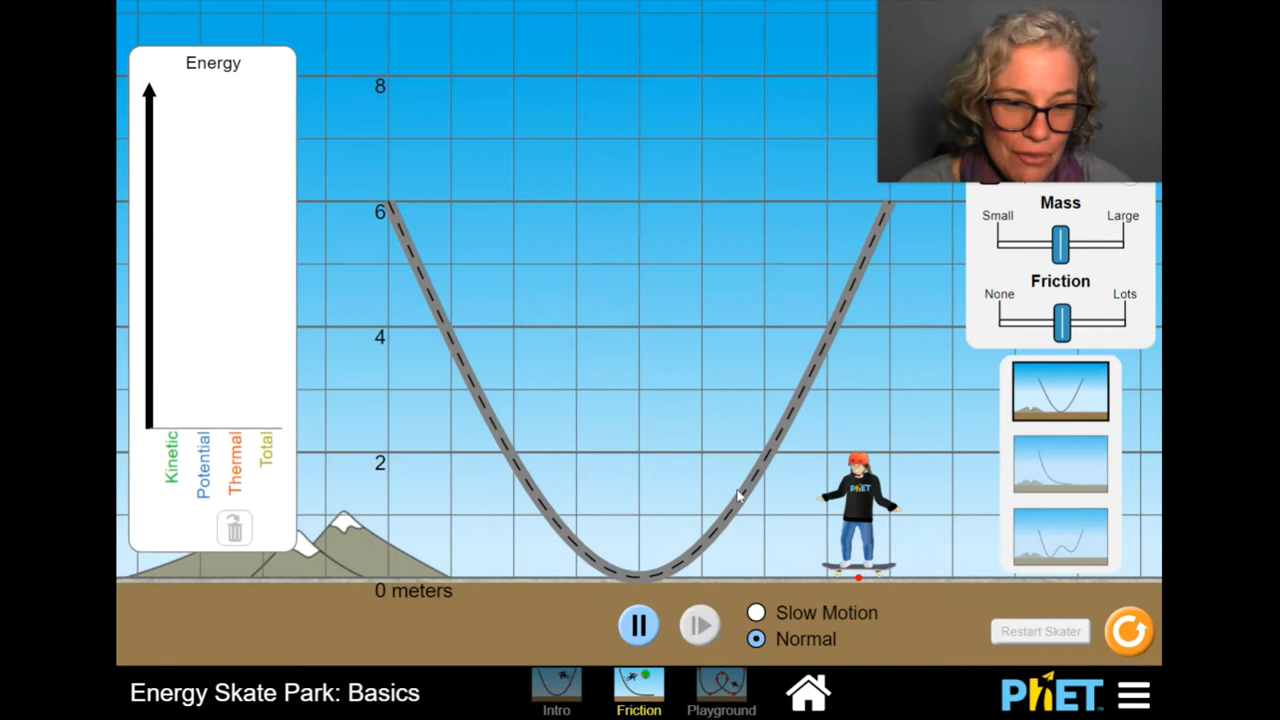 Energy
8
6
4
2
0 meters
Kinetic
Potential
Thermal
Total
Mass
Small
Large
Friction
None
Lots
PhET
Slow Motion
Normal
Restart Skater
Energy Skate Park: Basics
Intro
Friction
Playground
PhET